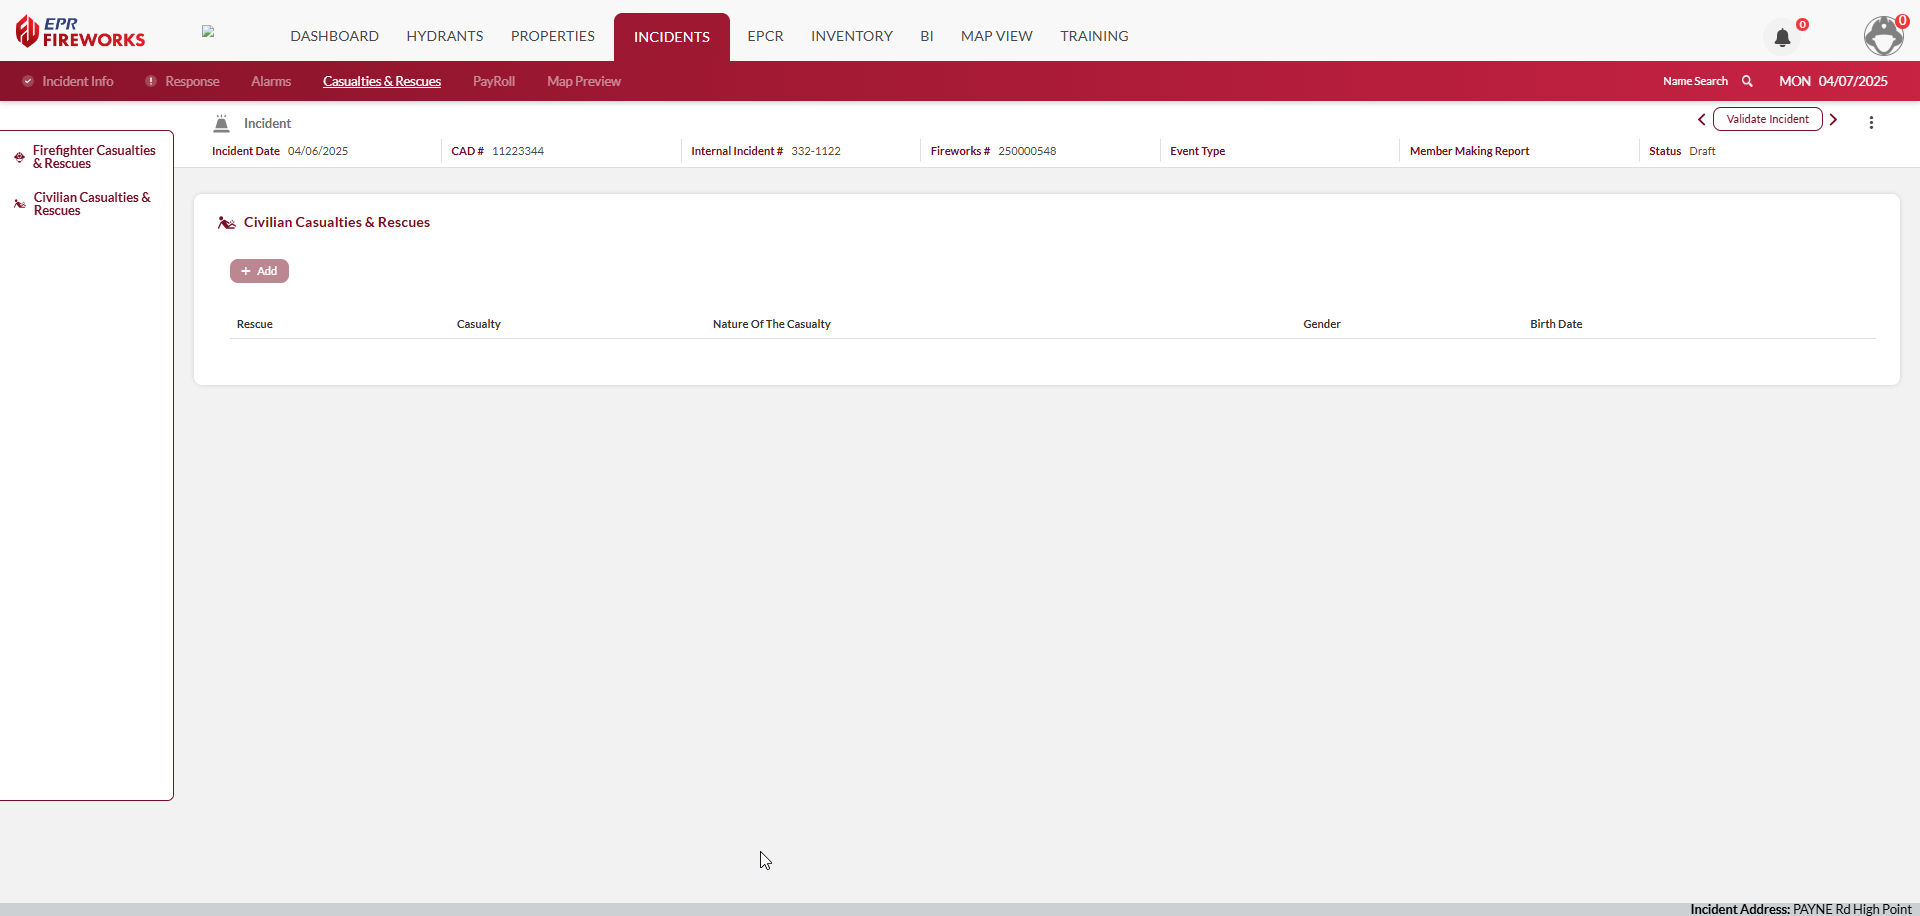 EPR
FIREWORKS
DASHBOARD HYDRANTS PROPERTIES INCIDENTS EPCR INVENTORY BI MAP VIEW TRAINING
0
0
Incident Info Response Alarms Casualties & Rescues PayRoll Map Preview Name Search MON 04/07/2025
Incident
Validate Incident
Incident Date 04/06/2025 CAD # 11223344 Internal Incident # 332-1122 Fireworks # 250000548 Event Type Member Making Report Status Draft
Firefighter Casualties
& Rescues
Civilian Casualties &
Rescues
Civilian Casualties & Rescues
+ Add
Rescue Casualty Nature Of The Casualty Gender Birth Date
Incident Address: PAYNE Rd High Point